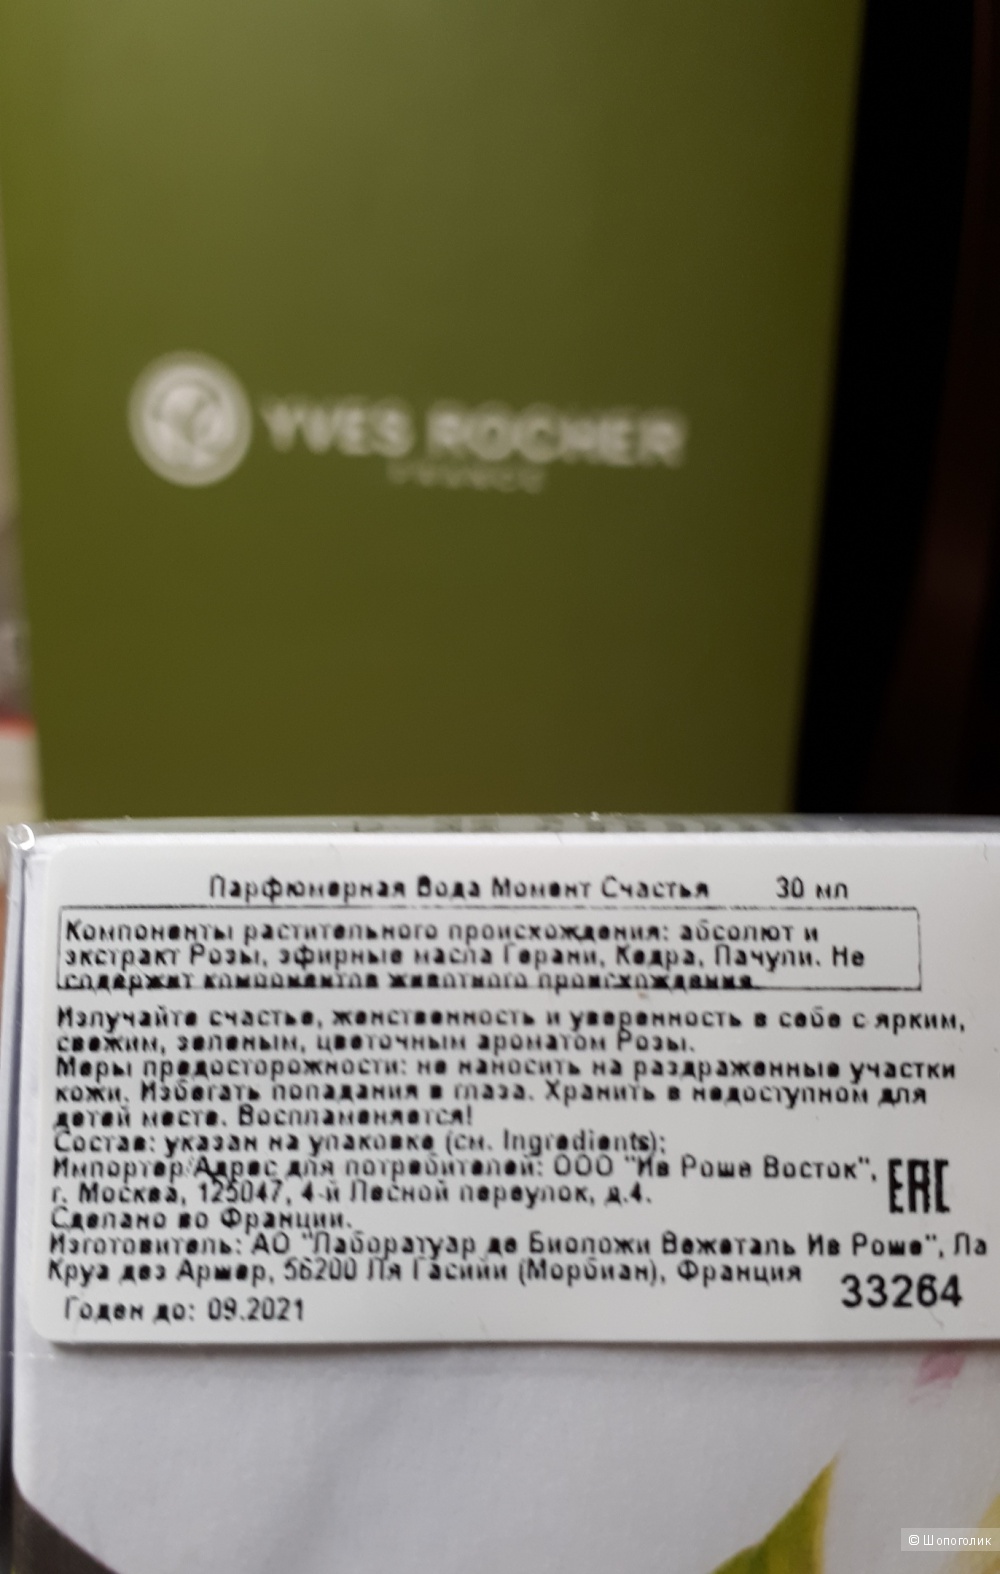 YVES ROCHER
FRANCE
Парфюмерная Вода Момент Счастья 30 мл
Компоненты растительного происхождения: абсолют и
экстракт Розы, эфирные масла Герани, Кедра, Пачули. Не
содержит компонентов животного происхождения.
Излучайте счастье, женственность и уверенность в себе с ярким,
свежим, зеленым, цветочным ароматом Розы.
Меры предосторожности: не наносить на раздраженные участки
кожи. Избегать попадания в глаза. Хранить в недоступном для
детей месте. Воспламеняется!
Состав: указан на упаковке (см. Ingredients);
Импортер/Адрес для потребителей: ООО "Ив Роше Восток",
г. Москва, 125047, 4-й Лесной переулок, д.4.
EAC
Сделано во Франции.
Изготовитель: АО "Лаборатуар де Биоложи Вежеталь Ив Роше", Ла
Круа дез Аршер, 56200 Ля Гасийи (Морбиан), Франция
33264
Годен до: 09.2021
© Шопоголик